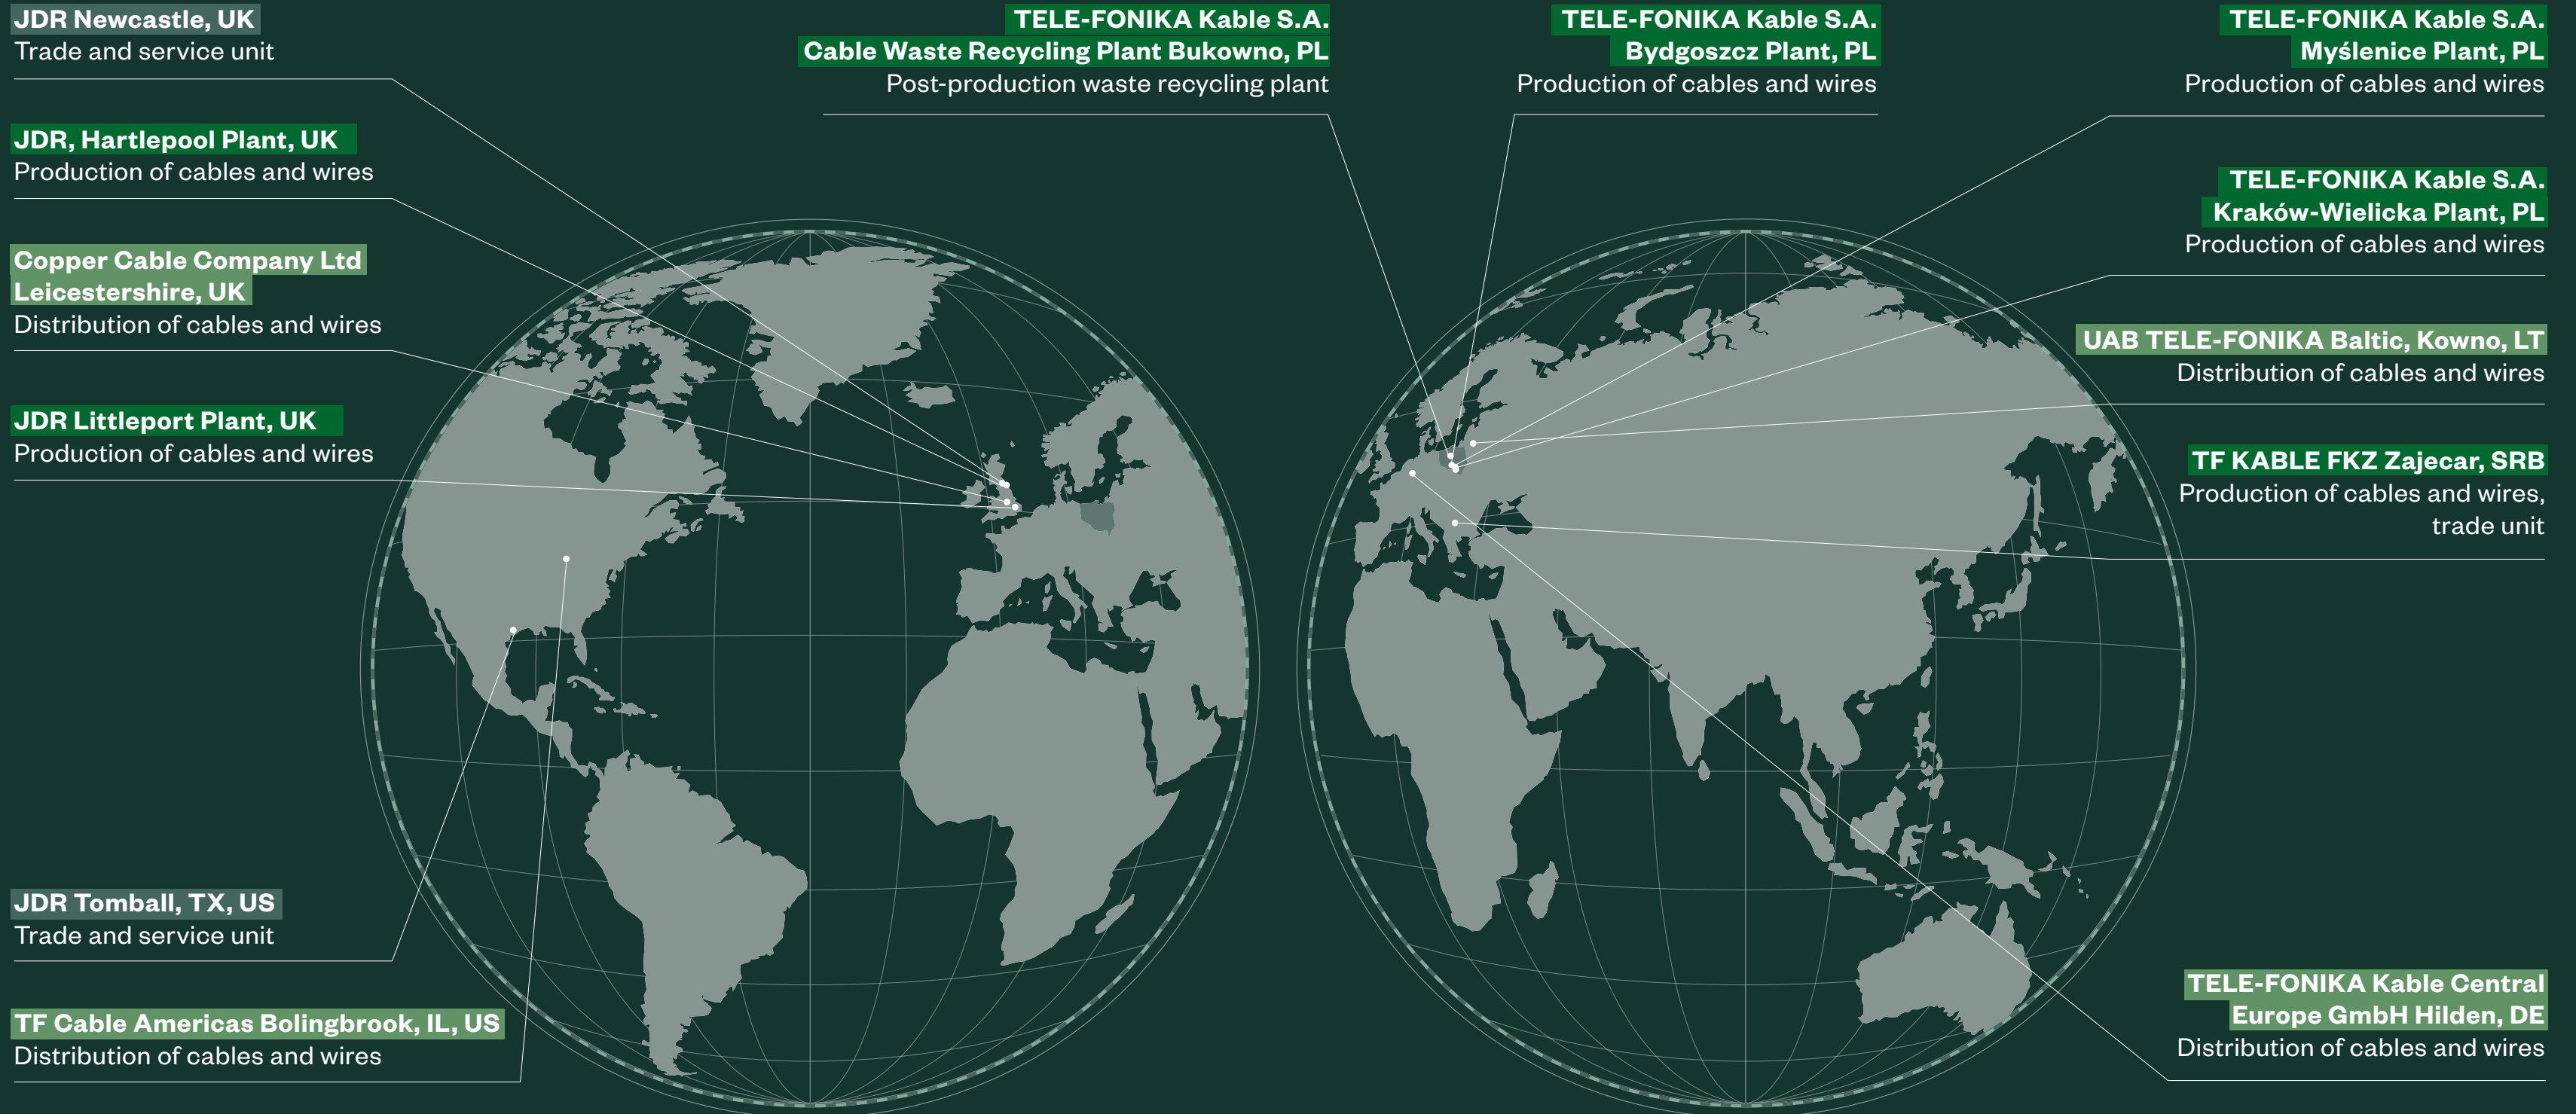 JDR Newcastle, UK
Trade and service unit
JDR, Hartlepool Plant, UK
Production of cables and wires
Copper Cable Company Ltd
Leicestershire, UK
Distribution of cables and wires
JDR Littleport Plant, UK
Production of cables and wires
JDR Tomball, TX, US
Trade and service unit
TF Cable Americas Bolingbrook, IL, US
Distribution of cables and wires
TELE-FONIKA Kable S.A.
Cable Waste Recycling Plant Bukowno, PL
Post-production waste recycling plant
TELE-FONIKA Kable S.A.
Bydgoszcz Plant, PL
Production of cables and wires
TELE-FONIKA Kable S.A.
Myślenice Plant, PL
Production of cables and wires
TELE-FONIKA Kable S.A.
Kraków-Wielicka Plant, PL
Production of cables and wires
UAB TELE-FONIKA Baltic, Kowno, LT
Distribution of cables and wires
TF KABLE FKZ Zajecar, SRB
Production of cables and wires,
trade unit
TELE-FONIKA Kable Central
Europe GmbH Hilden, DE
Distribution of cables and wires